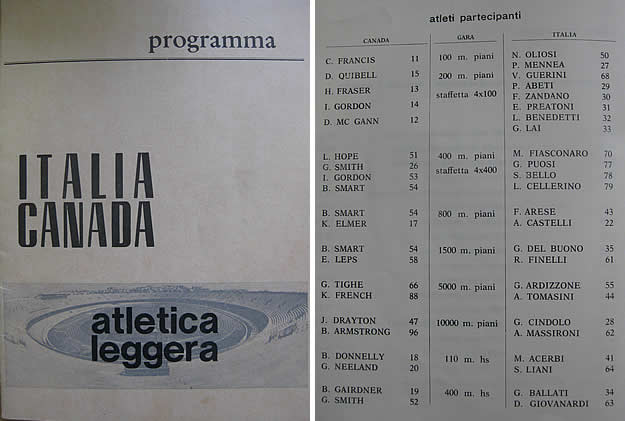 programma
ITALIA
CANADA
atletica
leggera
atleti partecipanti
CANADA GARA ITALIA
C. FRANCIS 11 100 m. piani N. OLIOSI 50
P. MENNEA 27
D. QUIBELL 15 200 m. piani V. GUERINI 68
H. FRASER 13 staffetta 4x100 P. ABETI 29
F. ZANDANO 30
I. GORDON 14 E. PREATONI 31
D. MC GANN 12 L. BENEDETTI 32
G. LAI 33
L. HOPE 51 400 m. piani M. FIASCONARO 70
G. SMITH 26 staffetta 4x400 G. PUOSI 77
I. GORDON 53 S. BELLO 78
B. SMART 54 L. CELLERINO 79
B. SMART 54 800 m. piani F. ARESE 43
K. ELMER 17 A. CASTELLI 22
B. SMART 54 1500 m. piani G. DEL BUONO 35
E. LEPS 58 R. FINELLI 61
G. TIGHE 66 5000 m. piani G. ARDIZZONE 55
K. FRENCH 88 A. TOMASINI 44
J. DRAYTON 47 10000 m. piani G. CINDOLO 28
B. ARMSTRONG 96 A. MASSIRONI 62
B. DONNELLY 18 110 m. hs M. ACERBI 41
G. NEELAND 20 S. LIANI 64
B. GAIRDNER 19 400 m. hs G. BALLATI 34
G. SMITH 52 D. GIOVANARDI 63